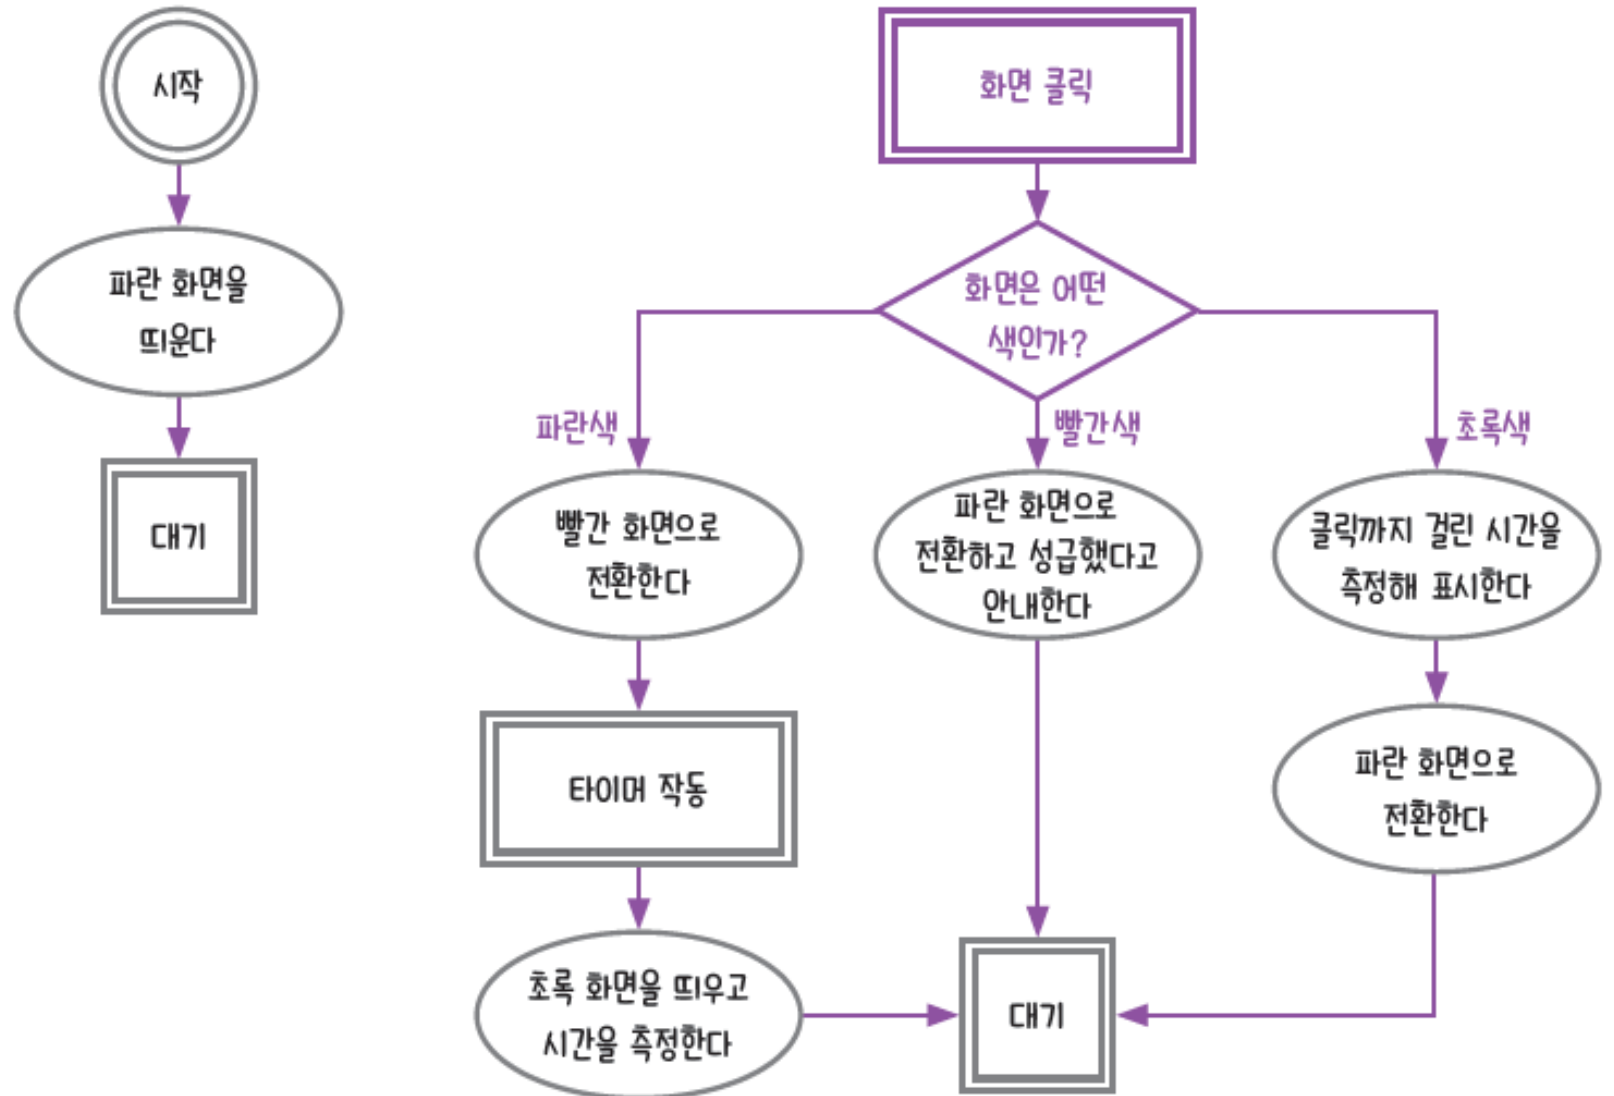 시작
파란 화면을
띄운다
대기
화면 클릭
화면은 어떤
색인가?
파란색
빨간색
초록색
빨간 화면으로
전환한다
타이머 작동
초록 화면을 띄우고
시간을 측정한다
파란 화면으로
전환하고 성급했다고
안내한다
클릭까지 걸린 시간을
측정해 표시한다
파란 화면으로
전환한다
대기